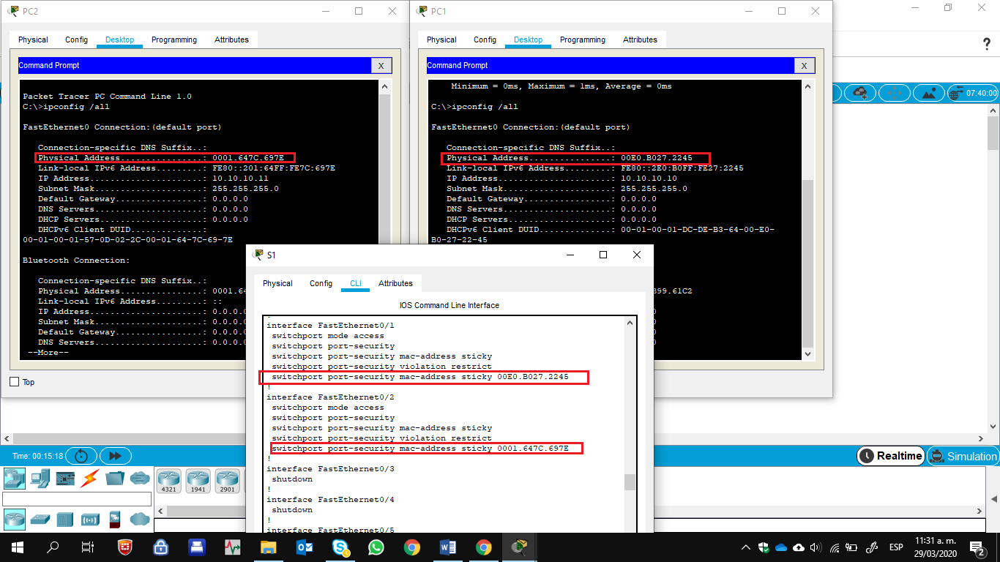 PC2
Physical Config Desktop Programming Attributes
Command Prompt
X
Packet Tracer PC Command Line 1.0
C:\>ipconfig /all
FastEthernet0 Connection:(default port)
Connection-specific DNS Suffix..:
Physical Address................: 0001.647C.697E
Link-local IPv6 Address.........: FE80::201:64FF:FE7C:697E
IP Address......................: 10.10.10.11
Subnet Mask.....................: 255.255.255.0
Default Gateway.................: 0.0.0.0
DNS Servers.....................: 0.0.0.0
DHCP Servers....................: 0.0.0.0
DHCPv6 Client DUID..............:
00-01-00-01-57-0D-02-2C-00-01-64-7C-69-7E
Bluetooth Connection:
Connection-specific DNS Suffix..:
Physical Address................: 0001.64
Link-local IPv6 Address.........: ::
IP Address......................: 0.0.0.0
Subnet Mask.....................: 0.0.0.0
Default Gateway.................: 0.0.0.0
DNS Servers.....................: 0.0.0.0
--More--
Top
PC1
Physical Config Desktop Programming Attributes
Command Prompt
X
Minimum = 0ms, Maximum = 1ms, Average = 0ms
C:\>ipconfig /all
FastEthernet0 Connection:(default port)
Connection-specific DNS Suffix..:
Physical Address................: 00E0.B027.2245
Link-local IPv6 Address.........: FE80::2E0:B0FF:FE27:2245
IP Address......................: 10.10.10.10
Subnet Mask.....................: 255.255.255.0
Default Gateway.................: 0.0.0.0
DNS Servers.....................: 0.0.0.0
DHCP Servers....................: 0.0.0.0
DHCPv6 Client DUID..............: 00-01-00-01-DC-DE-B3-64-00-E0-
B0-27-22-45
399.61C2
?
07:40:00
S1
Physical Config CLI Attributes
IOS Command Line Interface
!
interface FastEthernet0/1
switchport mode access
switchport port-security
switchport port-security mac-address sticky
switchport port-security violation restrict
switchport port-security mac-address sticky 00E0.B027.2245
!
interface FastEthernet0/2
switchport mode access
switchport port-security
switchport port-security mac-address sticky
switchport port-security violation restrict
switchport port-security mac-address sticky 0001.647C.697E
!
interface FastEthernet0/3
shutdown
!
interface FastEthernet0/4
shutdown
!
interface FastEthernet0/5
Time: 00:15:18
Realtime
Simulation
4321 1941 2901
ESP
11:31 a. m.
29/03/2020
2